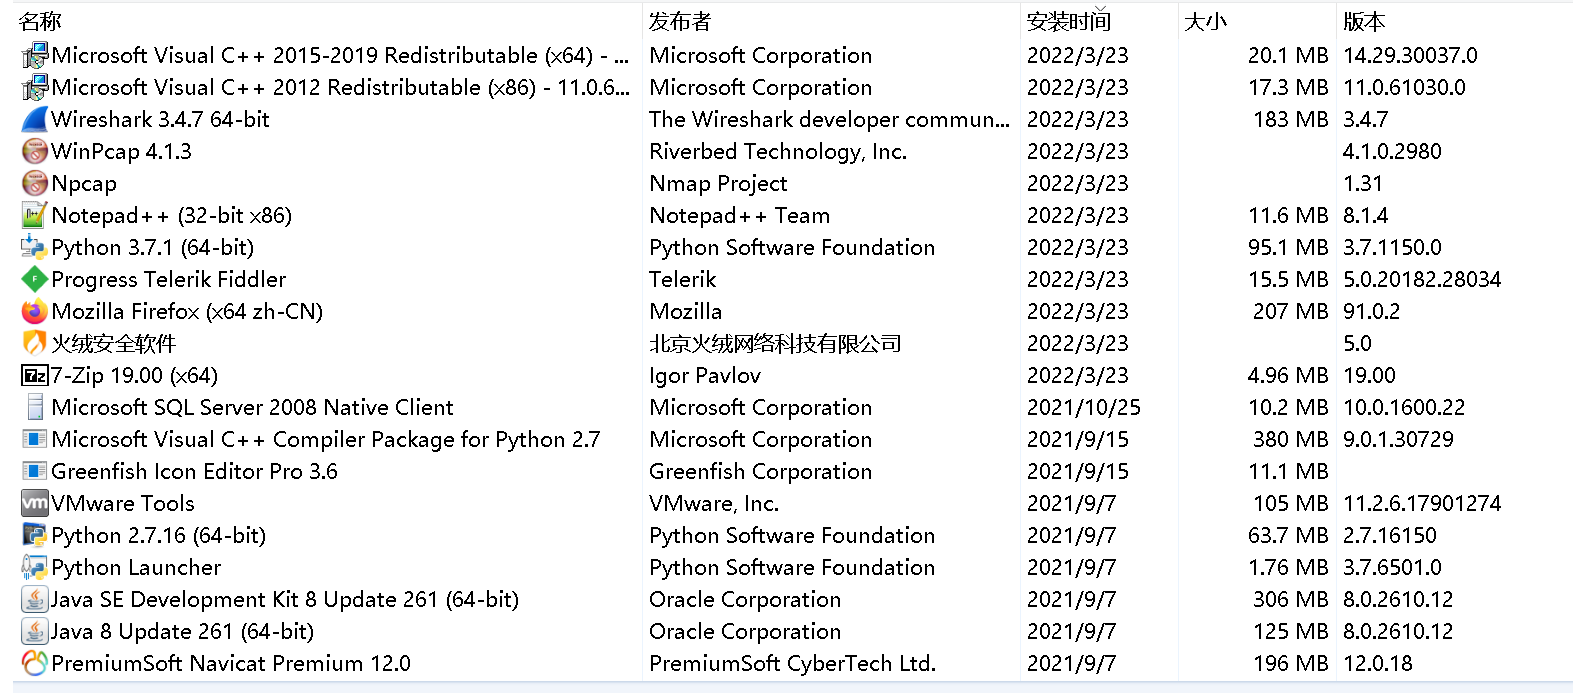 名称 发布者 安装时间 大小 版本
Microsoft Visual C++ 2015-2019 Redistributable (x64) - ... Microsoft Corporation 2022/3/23 20.1 MB 14.29.30037.0
Microsoft Visual C++ 2012 Redistributable (x86) - 11.0.6... Microsoft Corporation 2022/3/23 17.3 MB 11.0.61030.0
Wireshark 3.4.7 64-bit The Wireshark developer commun... 2022/3/23 183 MB 3.4.7
WinPcap 4.1.3 Riverbed Technology, Inc. 2022/3/23 4.1.0.2980
Npcap Nmap Project 2022/3/23 1.31
Notepad++ (32-bit x86) Notepad++ Team 2022/3/23 11.6 MB 8.1.4
Python 3.7.1 (64-bit) Python Software Foundation 2022/3/23 95.1 MB 3.7.1150.0
Progress Telerik Fiddler Telerik 2022/3/23 15.5 MB 5.0.20182.28034
Mozilla Firefox (x64 zh-CN) Mozilla 2022/3/23 207 MB 91.0.2
火绒安全软件 北京火绒网络科技有限公司 2022/3/23 5.0
7z 7-Zip 19.00 (x64) Igor Pavlov 2022/3/23 4.96 MB 19.00
Microsoft SQL Server 2008 Native Client Microsoft Corporation 2021/10/25 10.2 MB 10.0.1600.22
Microsoft Visual C++ Compiler Package for Python 2.7 Microsoft Corporation 2021/9/15 380 MB 9.0.1.30729
Greenfish Icon Editor Pro 3.6 Greenfish Corporation 2021/9/15 11.1 MB
vm VMware Tools VMware, Inc. 2021/9/7 105 MB 11.2.6.17901274
Python 2.7.16 (64-bit) Python Software Foundation 2021/9/7 63.7 MB 2.7.16150
Python Launcher Python Software Foundation 2021/9/7 1.76 MB 3.7.6501.0
Java SE Development Kit 8 Update 261 (64-bit) Oracle Corporation 2021/9/7 306 MB 8.0.2610.12
Java 8 Update 261 (64-bit) Oracle Corporation 2021/9/7 125 MB 8.0.2610.12
PremiumSoft Navicat Premium 12.0 PremiumSoft CyberTech Ltd. 2021/9/7 196 MB 12.0.18